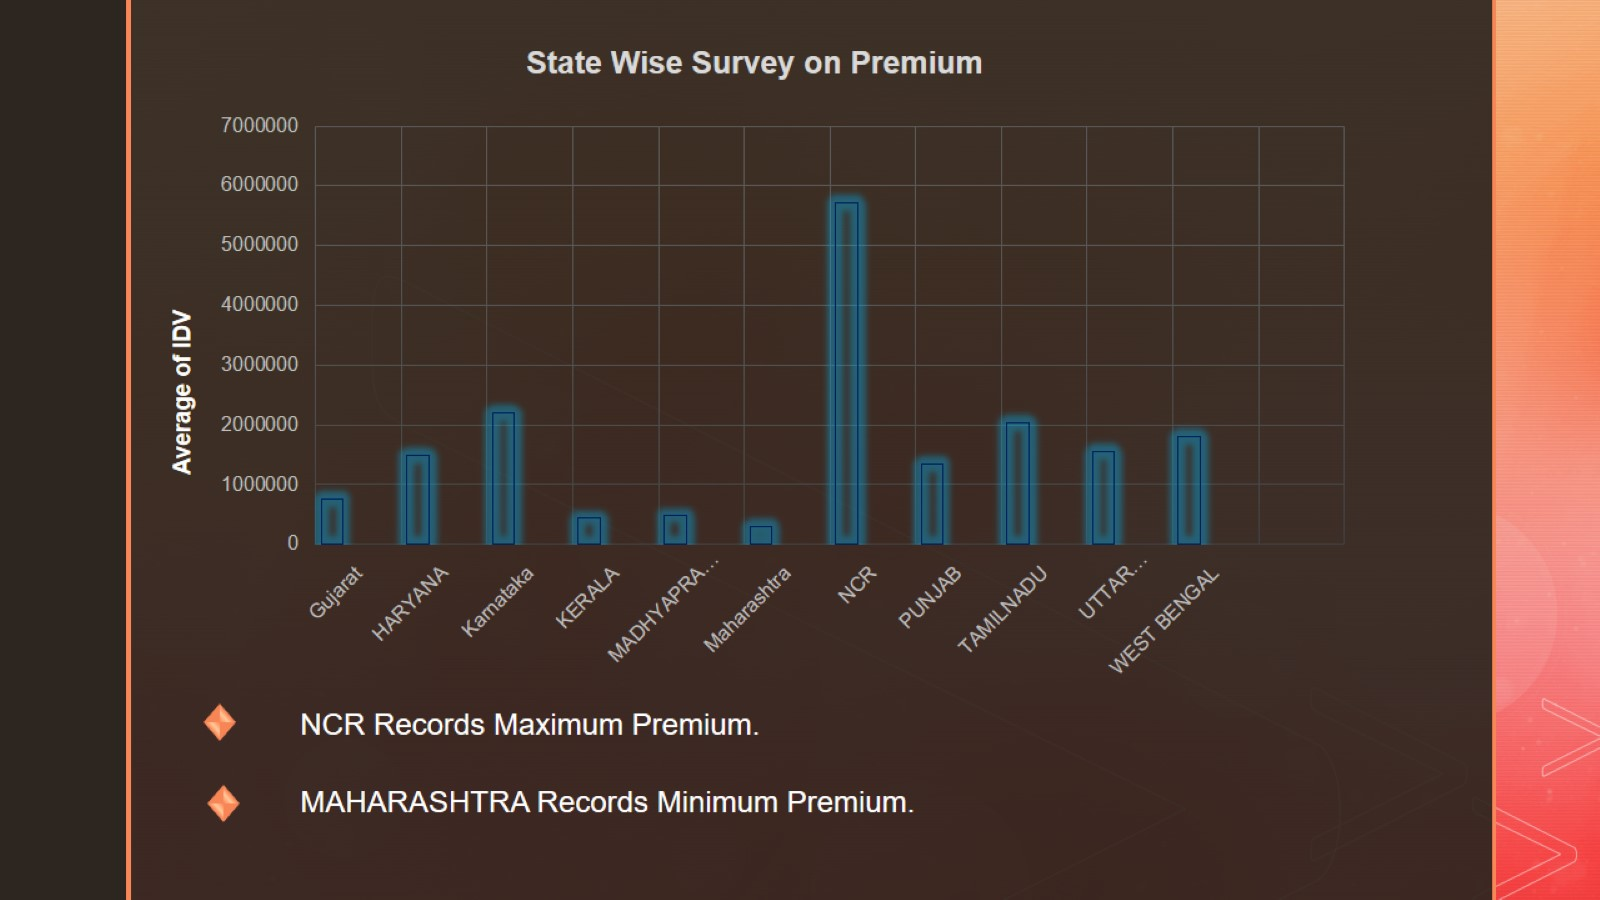 State Wise Survey on Premium
7000000
6000000
5000000
4000000
3000000
2000000
1000000
0
Average of IDV
Gujarat
HARYANA
Karnataka
KERALA
MADHYAPRA...
Maharashtra
NCR
PUNJAB
TAMILNADU
UTTAR...
WEST BENGAL
NCR Records Maximum Premium.
MAHARASHTRA Records Minimum Premium.